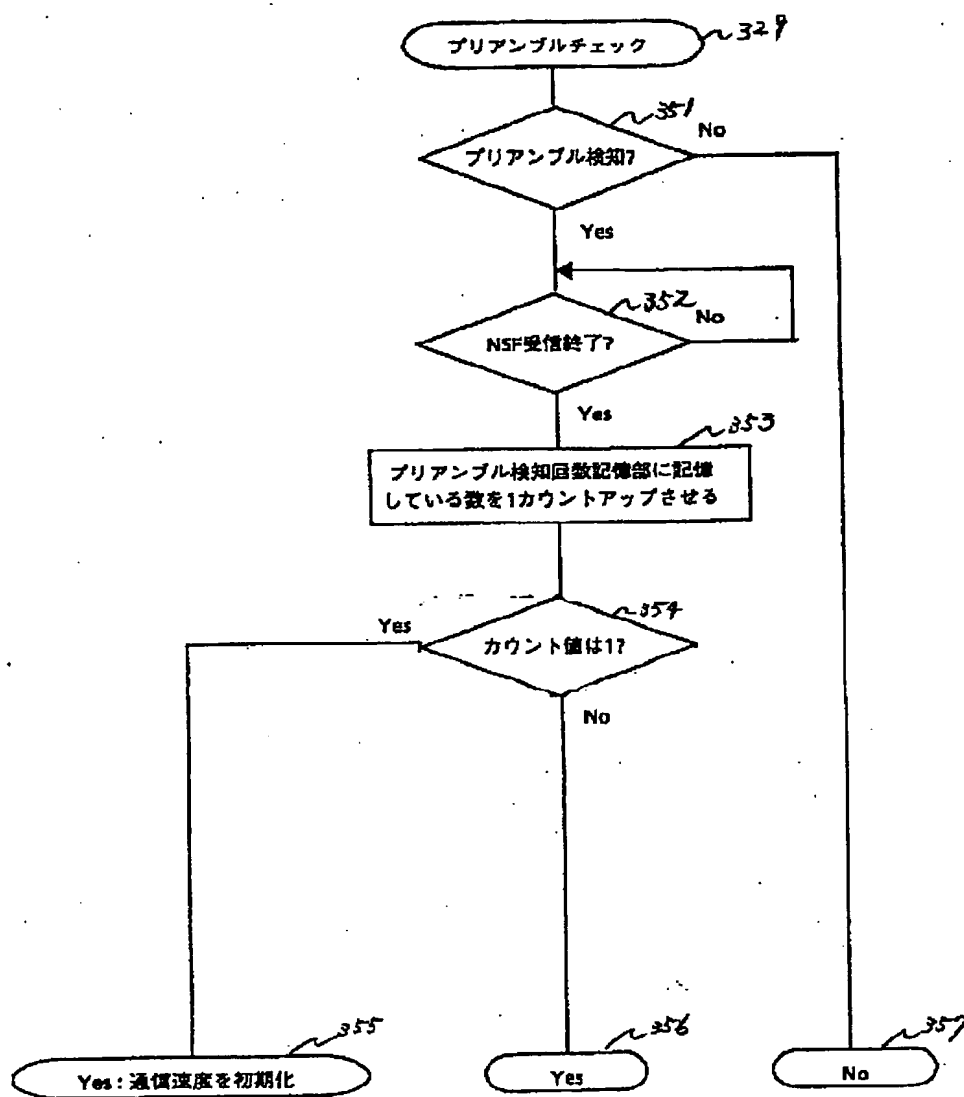 プリアンブルチェック
329
351
プリアンブル検知?
No
Yes
352
No
NSF受信終了?
Yes
353
プリアンブル検知回数記憶部に記憶
している数を1カウントアップさせる
354
Yes
カウント値は1?
No
355
356
357
Yes:通信速度を初期化
Yes
No